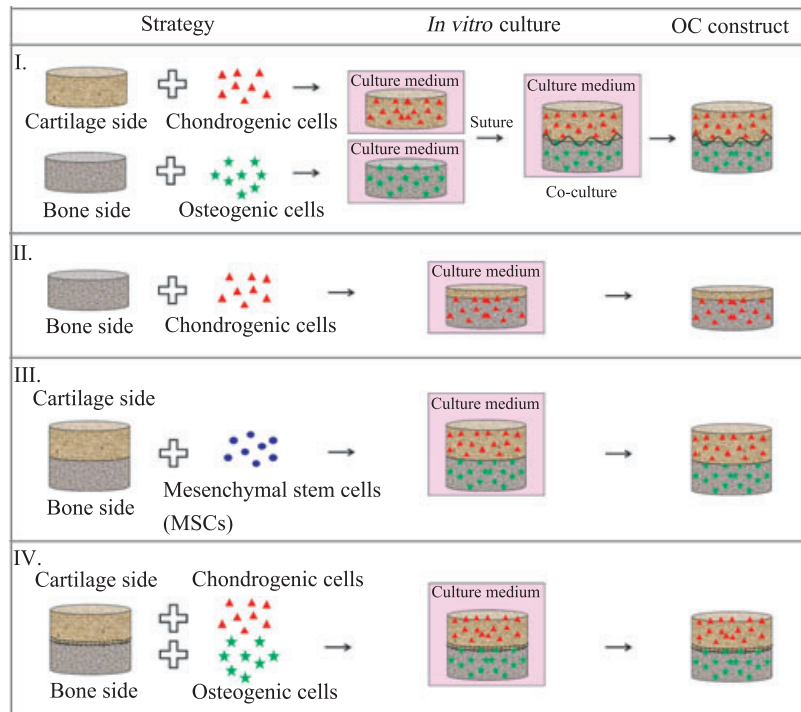 Strategy
In vitro culture
OC construct
I.
Cartilage side
Chondrogenic cells
Bone side
Osteogenic cells
Culture medium
Culture medium
Suture
Culture medium
Co-culture
II.
Bone side
Chondrogenic cells
Culture medium
III.
Cartilage side
Bone side
Mesenchymal stem cells
(MSCs)
Culture medium
IV.
Cartilage side
Bone side
Chondrogenic cells
Osteogenic cells
Culture medium